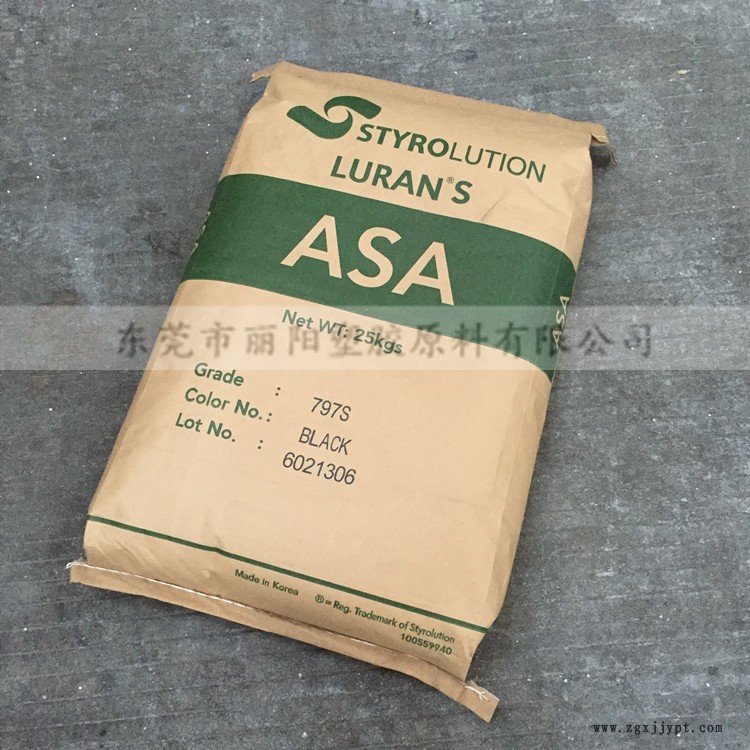 STYROLUTION
LURAN®S
ASA
ASA
Net WT: 25kgs
东莞市丽阳塑胶原料有限公司
Grade : 797S
Color No. : BLACK
Lot No. : 6021306
Made in Korea ®=Reg. Trademark of Styrolution
100559940
www.zgxjjypt.com